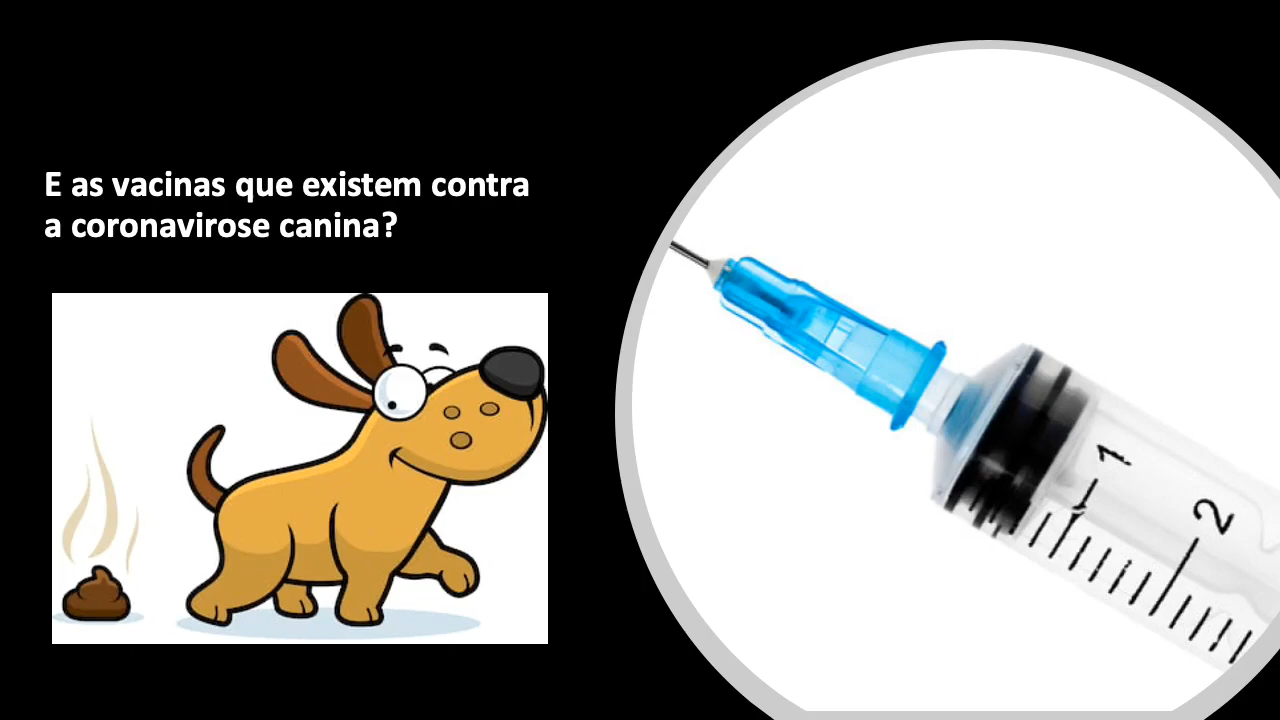 E as vacinas que existem contra
a coronavirose canina?
1
2